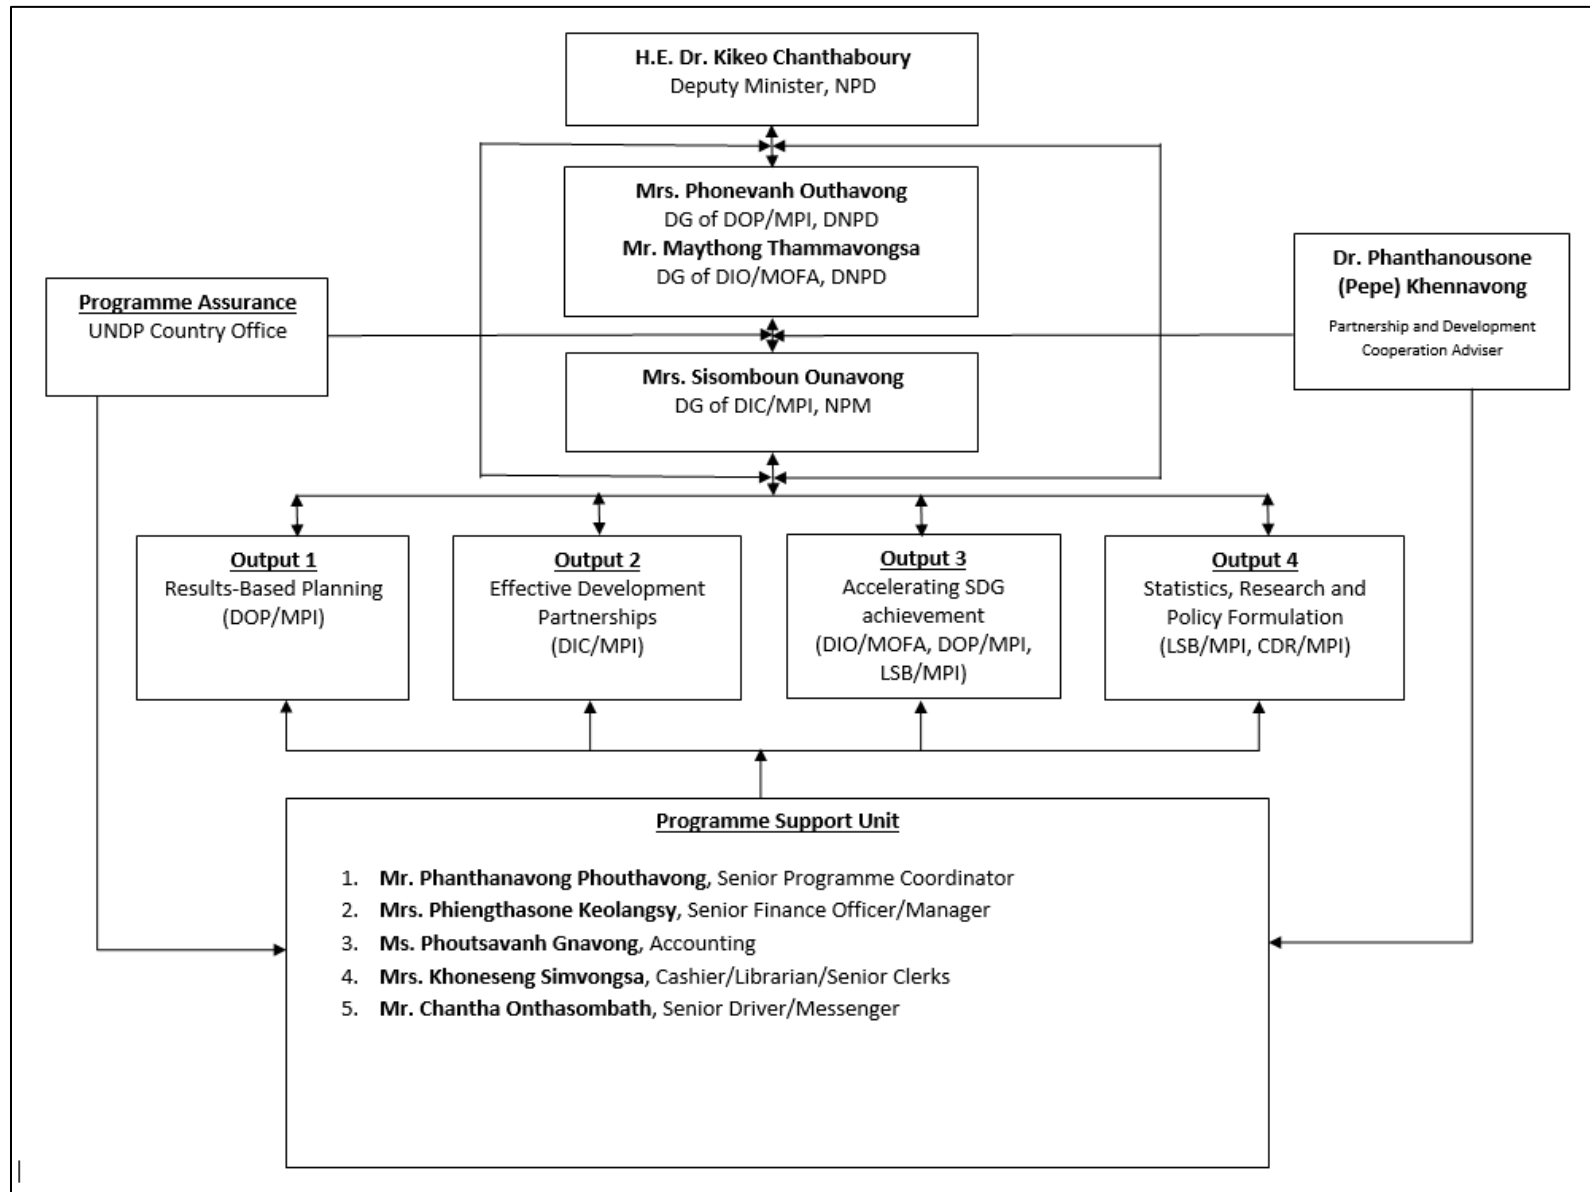 H.E. Dr. Kikeo Chanthaboury
Deputy Minister, NPD
Mrs. Phonevanh Outhavong
DG of DOP/MPI, DNPD
Mr. Maythong Thammavongsa
DG of DIO/MOFA, DNPD
Programme Assurance
UNDP Country Office
Dr. Phanthanousone
(Pepe) Khennavong
Partnership and Development
Cooperation Adviser
Mrs. Sisomboun Ounavong
DG of DIC/MPI, NPM
Output 1
Results-Based Planning
(DOP/MPI)
Output 2
Effective Development
Partnerships
(DIC/MPI)
Output 3
Accelerating SDG
achievement
(DIO/MOFA, DOP/MPI,
LSB/MPI)
Output 4
Statistics, Research and
Policy Formulation
(LSB/MPI, CDR/MPI)
Programme Support Unit
1. Mr. Phanthanavong Phouthavong, Senior Programme Coordinator
2. Mrs. Phiengthasone Keolangsy, Senior Finance Officer/Manager
3. Ms. Phoutsavanh Gnavong, Accounting
4. Mrs. Khoneseng Simvongsa, Cashier/Librarian/Senior Clerks
5. Mr. Chantha Onthasombath, Senior Driver/Messenger